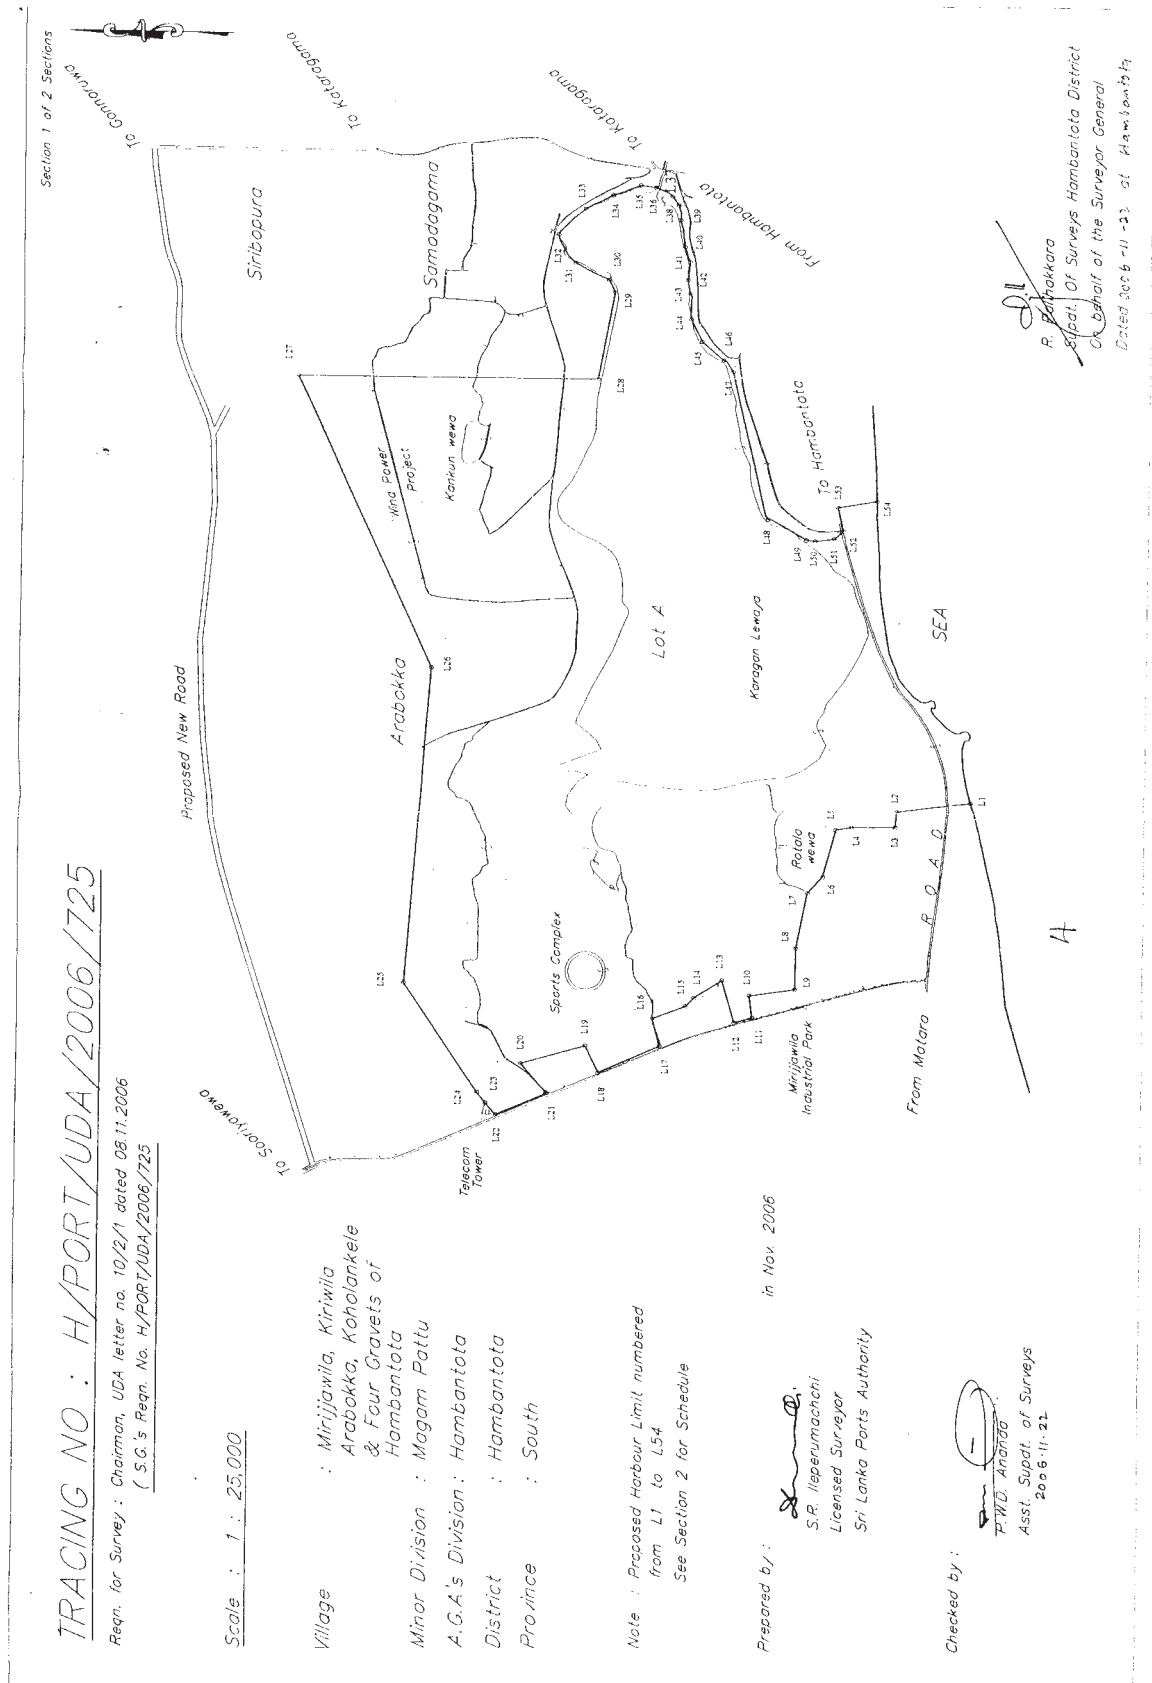 Section 1 of 2 Sections
TRACING NO : H/PORT/UDA/2006/725
Reqn. for Survey : Chairman, UDA letter no. 10/2/1 dated 08.11.2006
( S.G.'s Reqn. No. H/PORT/UDA/2006/725
Scale : 1 : 25,000
Village : Mirijjawila, Kiriwila
Arabokka, Koholankele
& Four Gravets of
Hambantota
Minor Division : Magam Pattu
A.G.A's Division : Hambantota
District : Hambantota
Province : South
Note : Proposed Harbour Limit numbered
from L1 to L54
See Section 2 for Schedule
Prepared by :
in Nov. 2006
S.R. Ileperumachchi
Licensed Surveyor
Sri Lanka Ports Authority
Checked by :
P.W.D. Ananda
Asst. Supdt. of Surveys
2006-11-22
To Gonnoruwa
To Kataragama
To Kataragama
From Hambantota
To Hambantota
To Sooriyawewa
From Matara
Proposed New Road
Siribopura
Samodagama
Wind Power
Project
Kankun wewa
Arabokka
Lot A
Karagan Lewaya
Sports Complex
Rotalo
wewa
Telecom
Tower
Mirijjawila
Industrial Park
R O A D
SEA
L1
L2
L3
L4
L5
L6
L7
L8
L9
L10
L11
L12
L13
L14
L15
L16
L17
L18
L19
L20
L21
L22
L23
L24
L25
L26
L27
L28
L29
L30
L31
L32
L33
L34
L35
L36
L37
L38
L39
L40
L41
L42
L43
L44
L45
L46
L47
L48
L49
L50
L51
L52
L53
L54
4
R. Pathakkara
Supdt. Of Surveys Hambantota District
On behalf of the Surveyor General
Dated 2006-11-23 at Hambantota